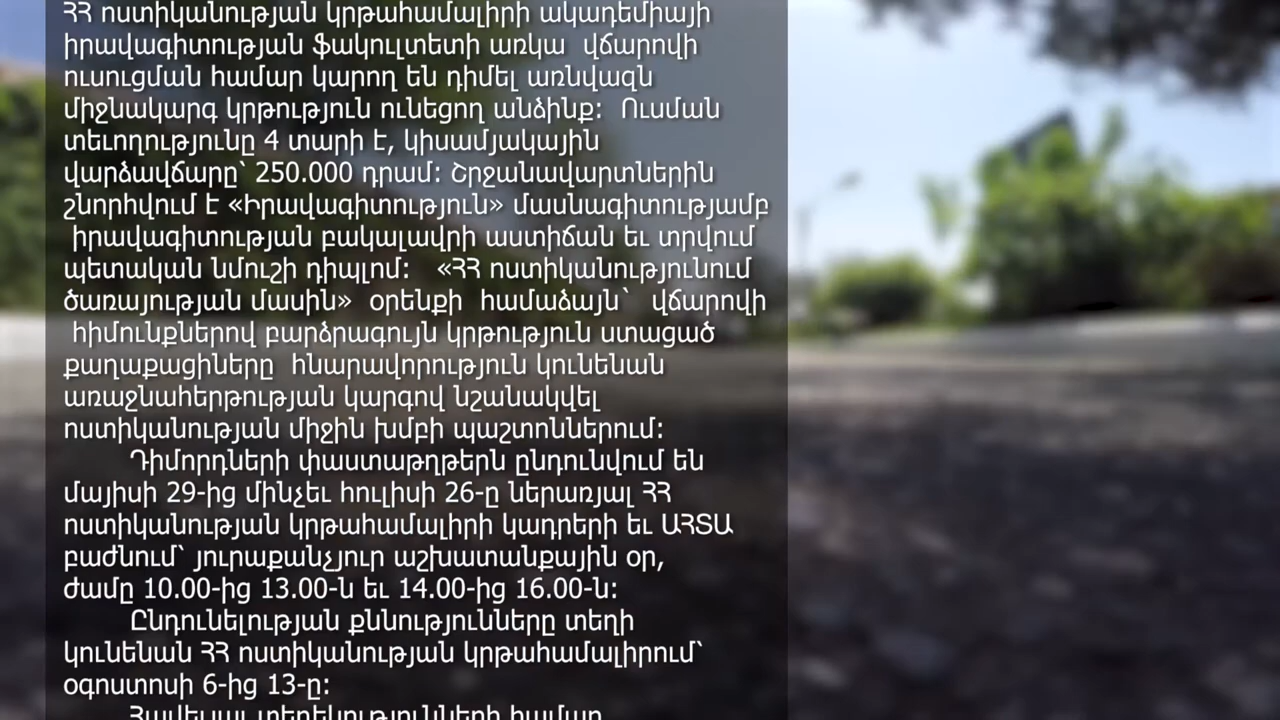 ՀՀ ոստիկանության կրթահամալիրի ակադեմիայի
իրավագիտության ֆակուլտետի առկա վճարովի
ուսուցման համար կարող են դիմել առնվազն
միջնակարգ կրթություն ունեցող անձինք: Ուսման
տեւողությունը 4 տարի է, կիսամյակային
վարձավճարը՝ 250.000 դրամ: Շրջանավարտներին
շնորհվում է «Իրավագիտություն» մասնագիտությամբ
իրավագիտության բակալավրի աստիճան եւ տրվում
պետական նմուշի դիպլոմ: «ՀՀ ոստիկանությունում
ծառայության մասին» օրենքի համաձայն` վճարովի
հիմունքներով բարձրագույն կրթություն ստացած
քաղաքացիները հնարավորություն կունենան
առաջնահերթության կարգով նշանակվել
ոստիկանության միջին խմբի պաշտոններում:
Դիմորդների փաստաթղթերն ընդունվում են
մայիսի 29-ից մինչեւ հուլիսի 26-ը ներառյալ ՀՀ
ոստիկանության կրթահամալիրի կադրերի եւ ԱՀՏԱ
բաժնում՝ յուրաքանչյուր աշխատանքային օր,
ժամը 10.00-ից 13.00-ն եւ 14.00-ից 16.00-ն:
Ընդունելության քննությունները տեղի
կունենան ՀՀ ոստիկանության կրթահամալիրում՝
օգոստոսի 6-ից 13-ը:
Հավելյալ տեղեկությունների համար